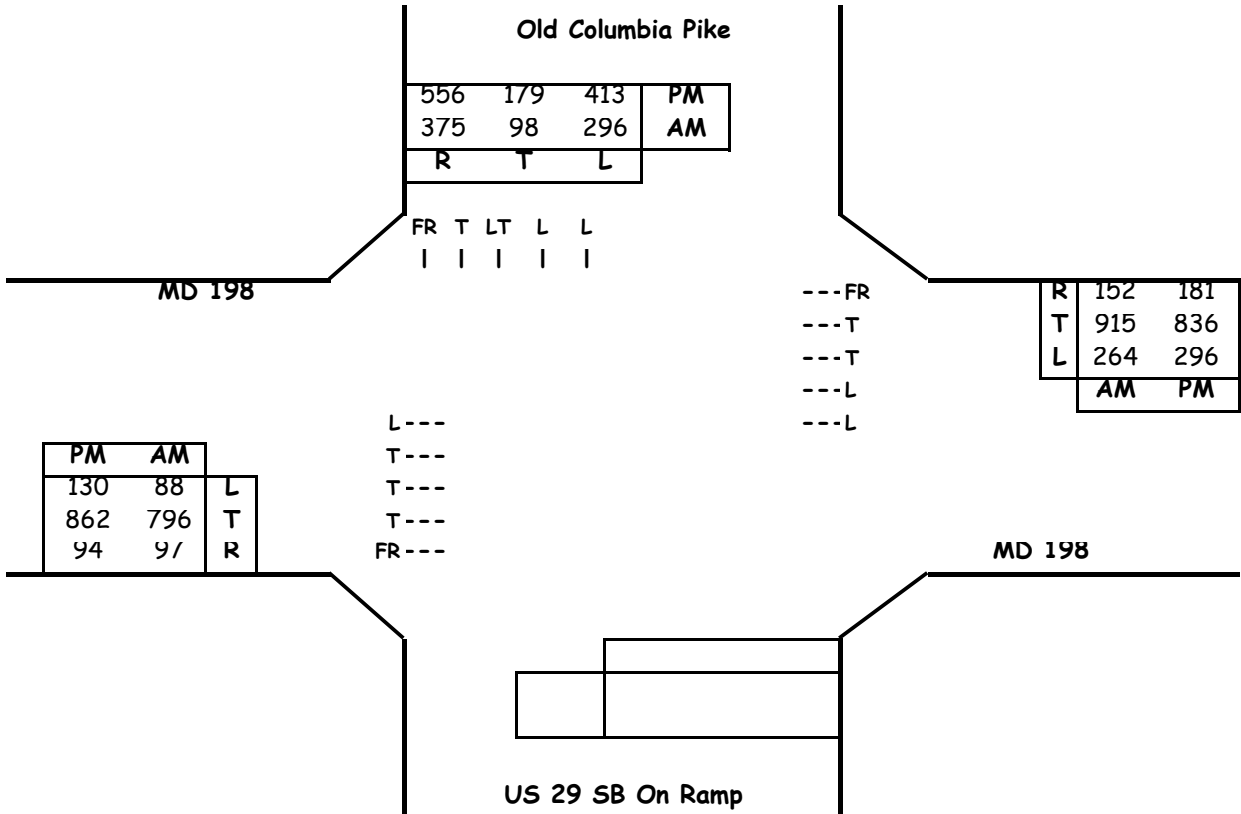 Old Columbia Pike
556 179 413 PM
375 98 296 AM
R T L
FR T LT L L
MD 198
---FR
---T
---T
---L
---L
R 152 181
T 915 836
L 264 296
AM PM
L---
T---
T---
T---
FR---
PM AM
130 88 L
862 796 T
94 97 R
MD 198
US 29 SB On Ramp